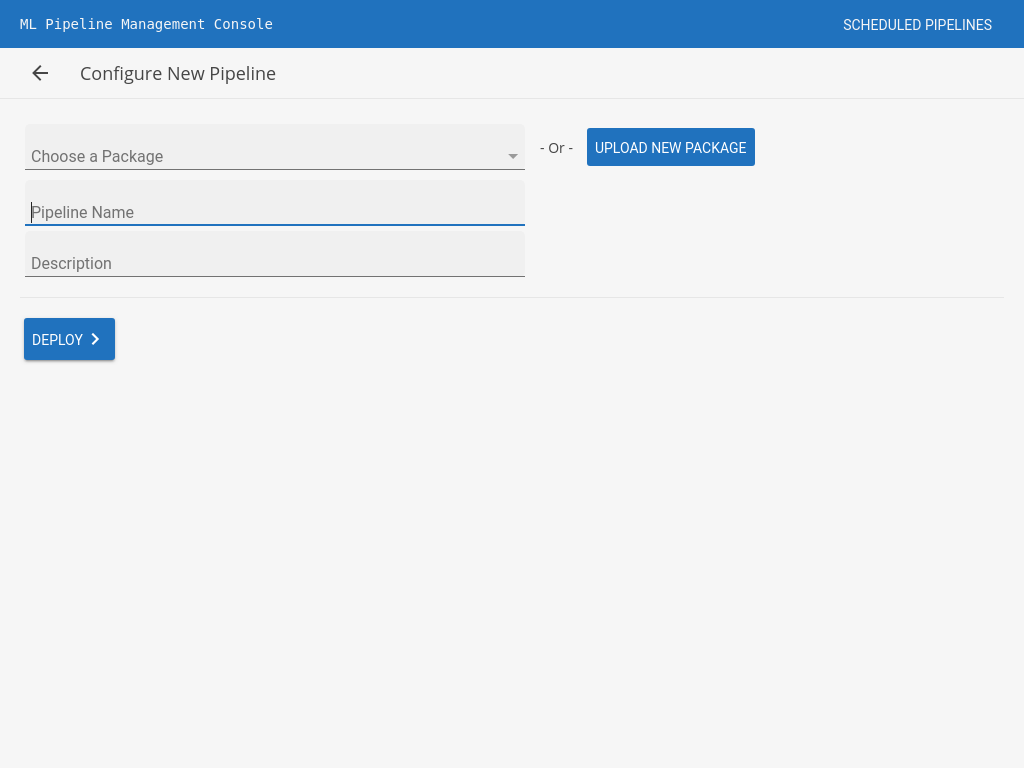 ML Pipeline Management Console
SCHEDULED PIPELINES
Configure New Pipeline
Choose a Package
- Or -
UPLOAD NEW PACKAGE
Pipeline Name
Description
DEPLOY